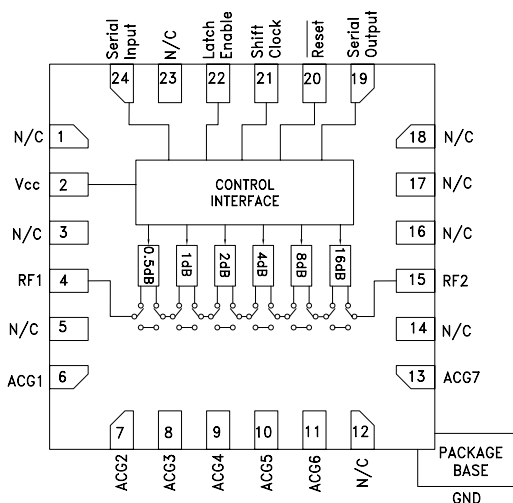 Serial Input
N/C
Latch Enable
Shift Clock
Reset
Serial Output
24
23
22
21
20
19
N/C 1
18 N/C
Vcc 2
CONTROL INTERFACE
17 N/C
N/C 3
16 N/C
0.5dB
1dB
2dB
4dB
8dB
16dB
RF1 4
15 RF2
N/C 5
14 N/C
ACG1 6
13 ACG7
7
8
9
10
11
12
ACG2
ACG3
ACG4
ACG5
ACG6
N/C
PACKAGE
BASE
GND